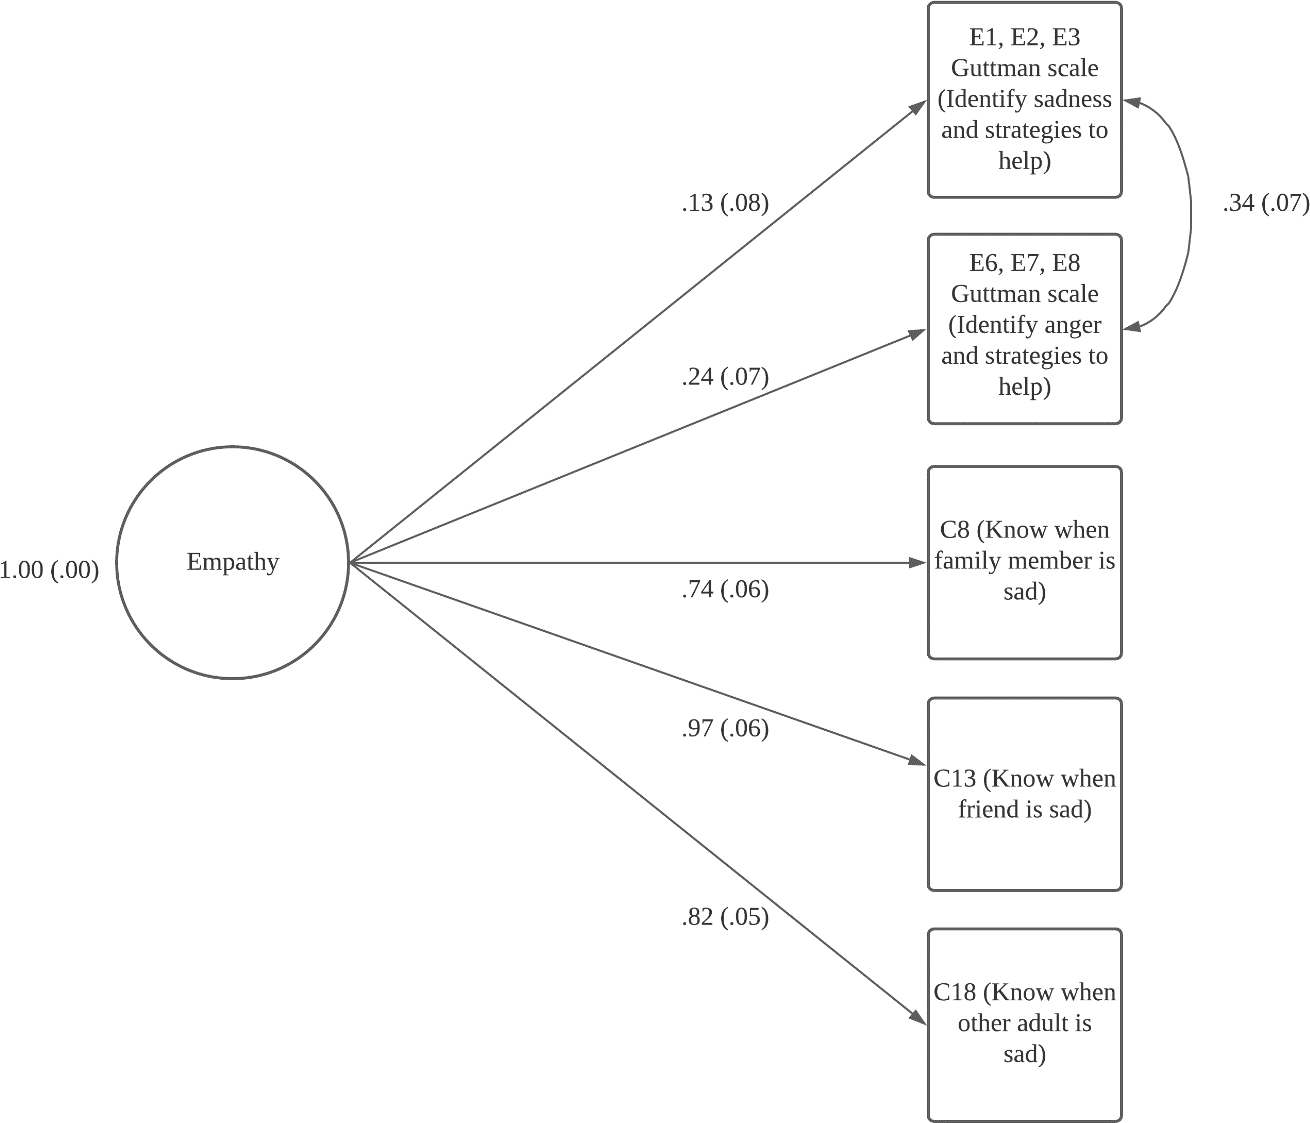 E1, E2, E3
Guttman scale
(Identify sadness
and strategies to
help)
.13 (.08)
.34 (.07)
E6, E7, E8
Guttman scale
(Identify anger
and strategies to
help)
.24 (.07)
1.00 (.00)
Empathy
C8 (Know when
family member is
sad)
.74 (.06)
.97 (.06)
C13 (Know when
friend is sad)
.82 (.05)
C18 (Know when
other adult is
sad)